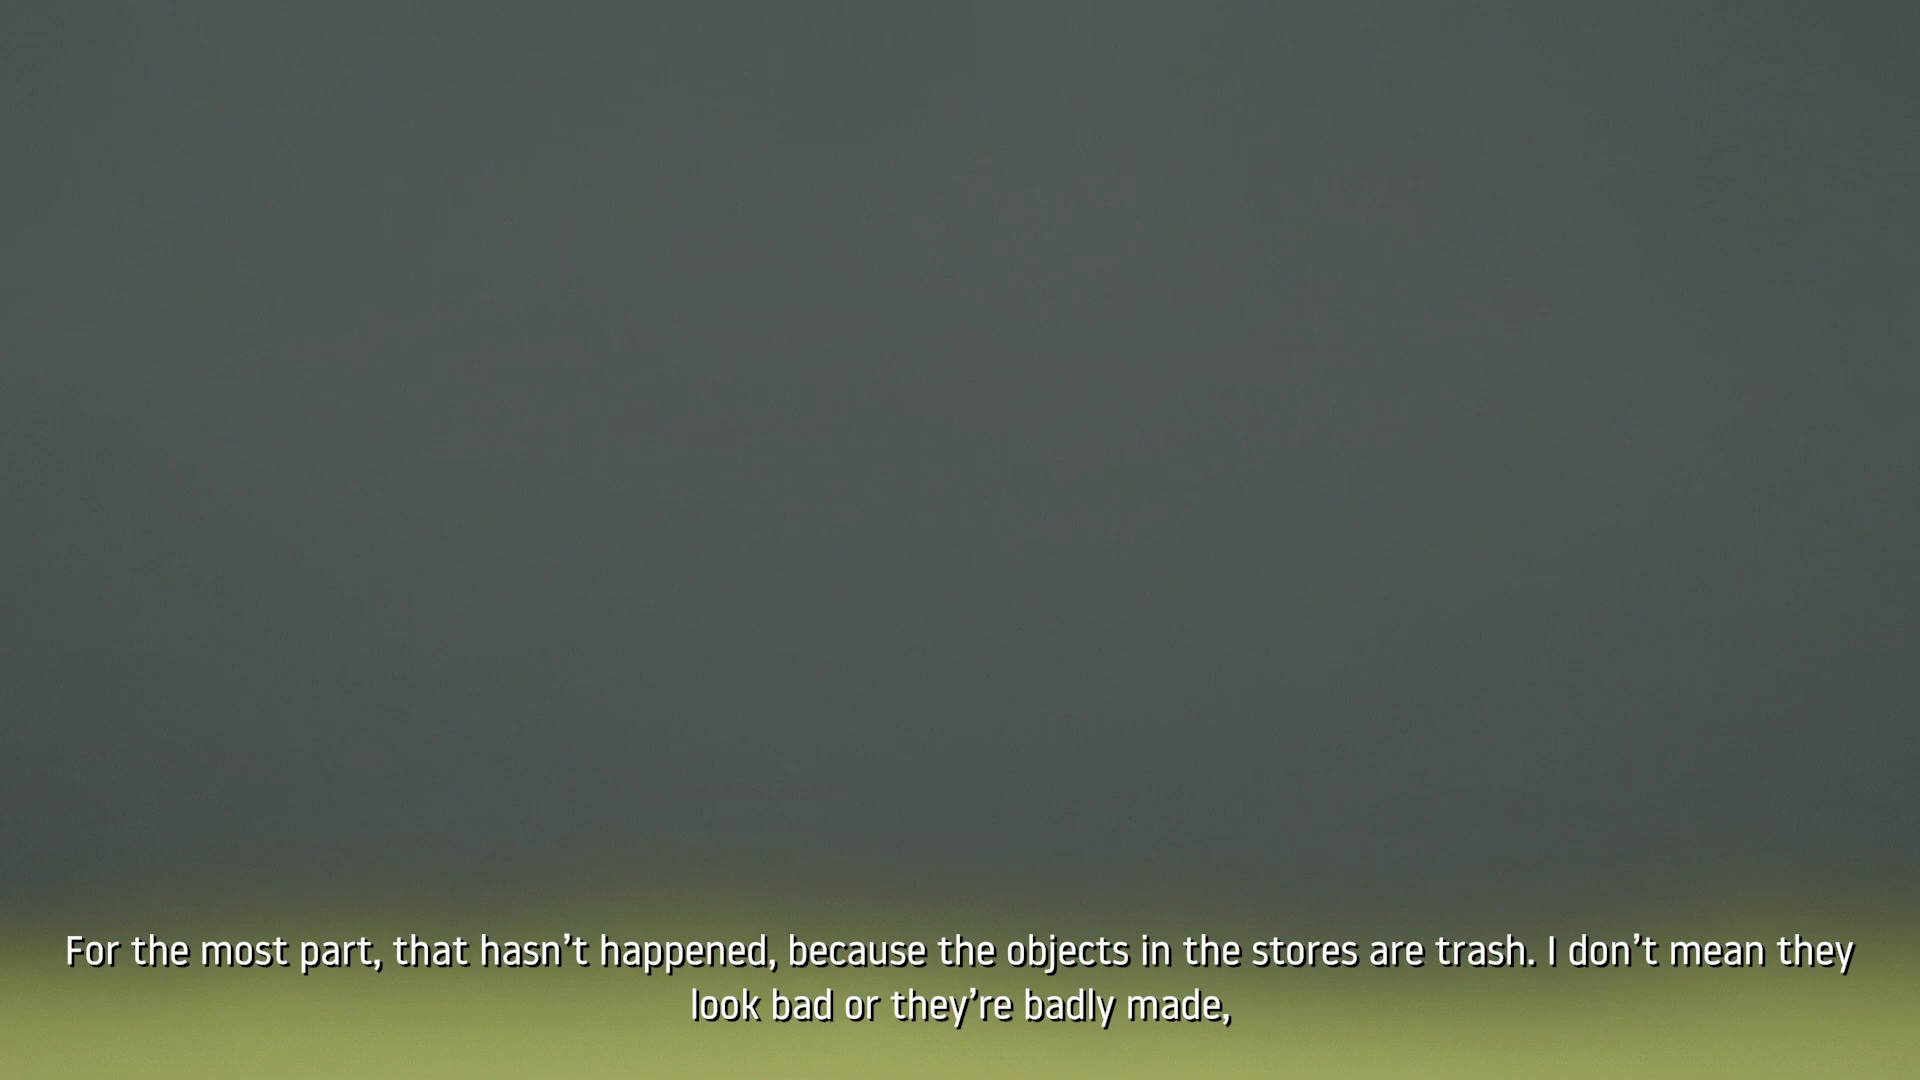 For the most part, that hasn’t happened, because the objects in the stores are trash. I don’t mean they
look bad or they’re badly made,